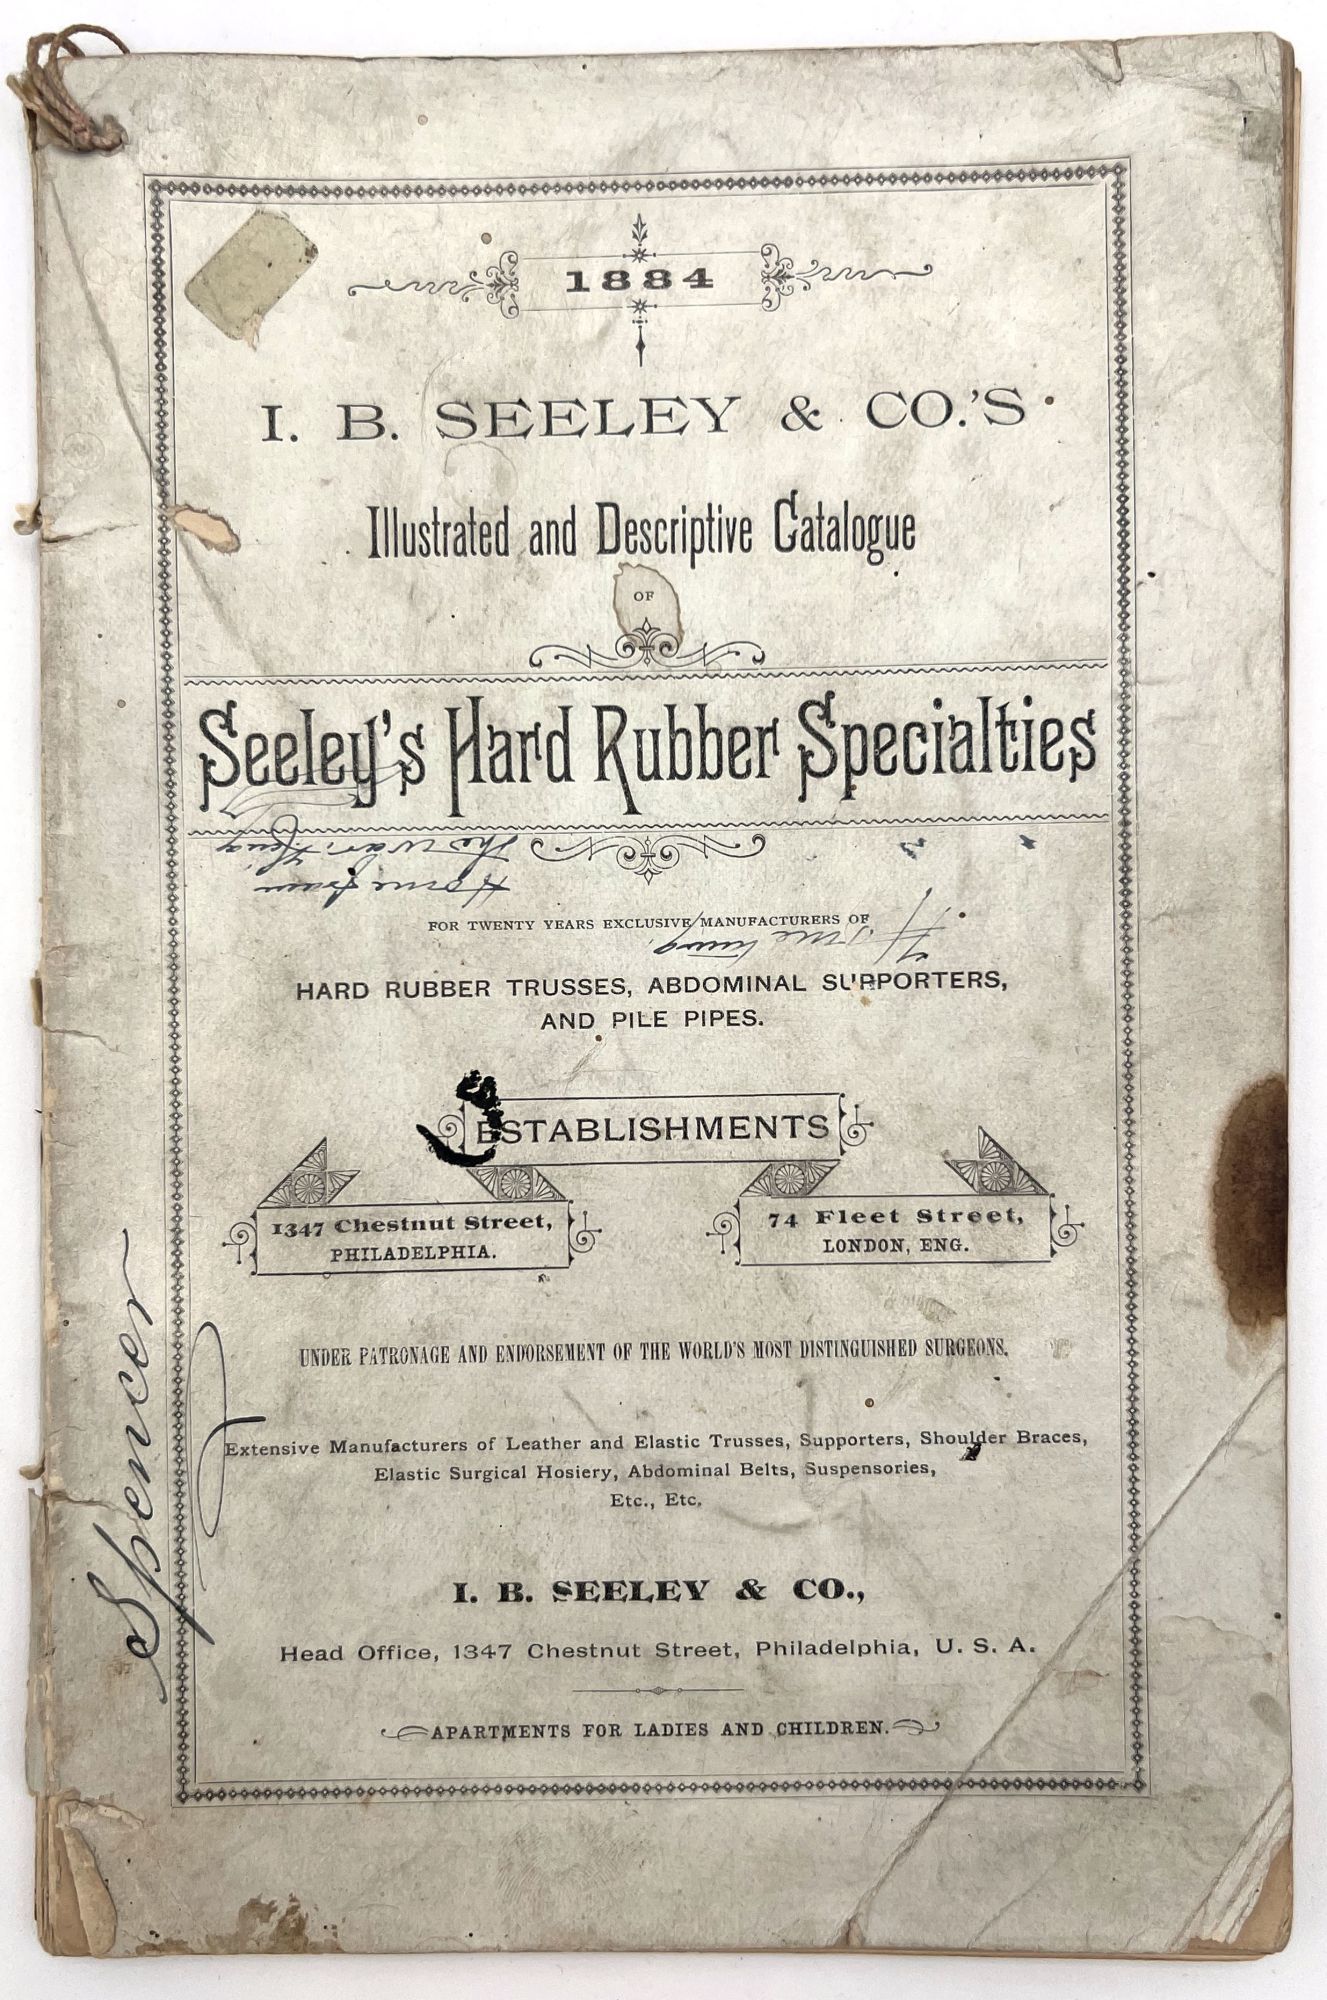 1884
I. B. SEELEY & CO.'S
Illustrated and Descriptive Catalogue
OF
Seeley's Hard Rubber Specialties
FOR TWENTY YEARS EXCLUSIVE MANUFACTURERS OF
HARD RUBBER TRUSSES, ABDOMINAL SUPPORTERS,
AND PILE PIPES.
ESTABLISHMENTS
1347 Chestnut Street,
PHILADELPHIA.
74 Fleet Street,
LONDON, ENG.
UNDER PATRONAGE AND ENDORSEMENT OF THE WORLD'S MOST DISTINGUISHED SURGEONS.
Extensive Manufacturers of Leather and Elastic Trusses, Supporters, Shoulder Braces,
Elastic Surgical Hosiery, Abdominal Belts, Suspensories,
Etc., Etc.
I. B. SEELEY & CO.,
Head Office, 1347 Chestnut Street, Philadelphia, U. S. A.
APARTMENTS FOR LADIES AND CHILDREN.
Spencer